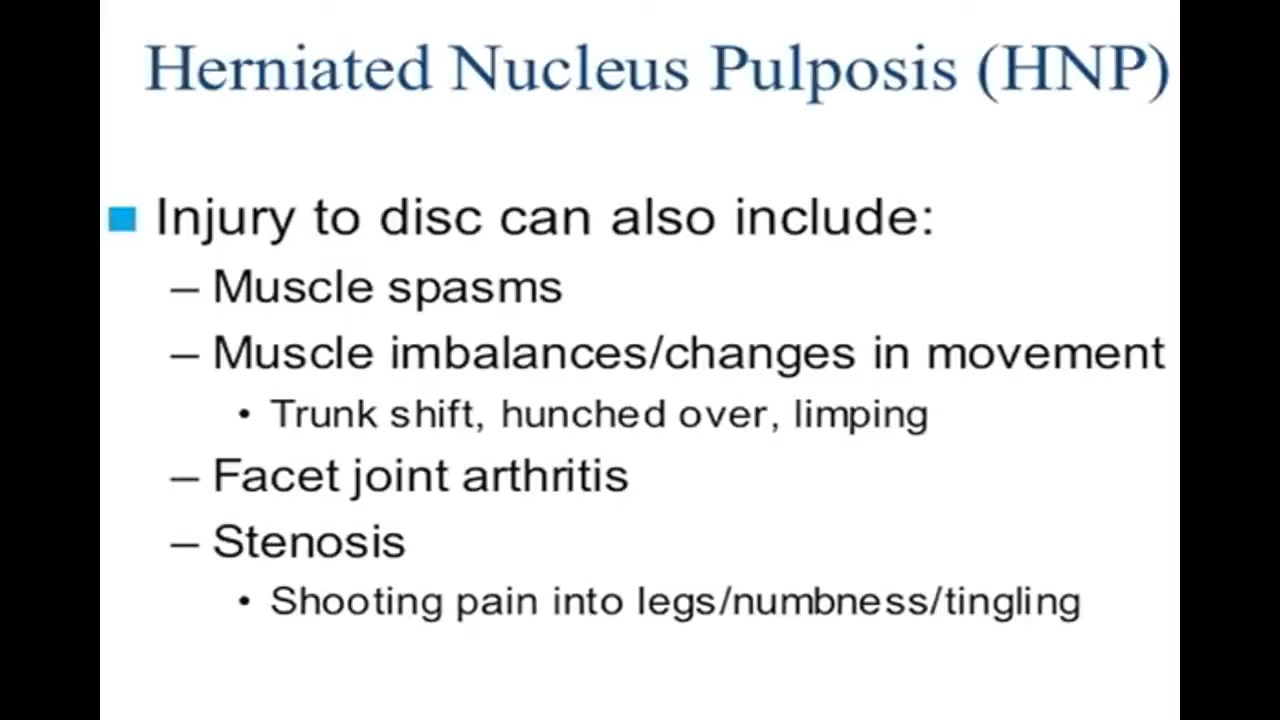 Herniated Nucleus Pulposis (HNP)
Injury to disc can also include:
– Muscle spasms
– Muscle imbalances/changes in movement
• Trunk shift, hunched over, limping
– Facet joint arthritis
– Stenosis
• Shooting pain into legs/numbness/tingling